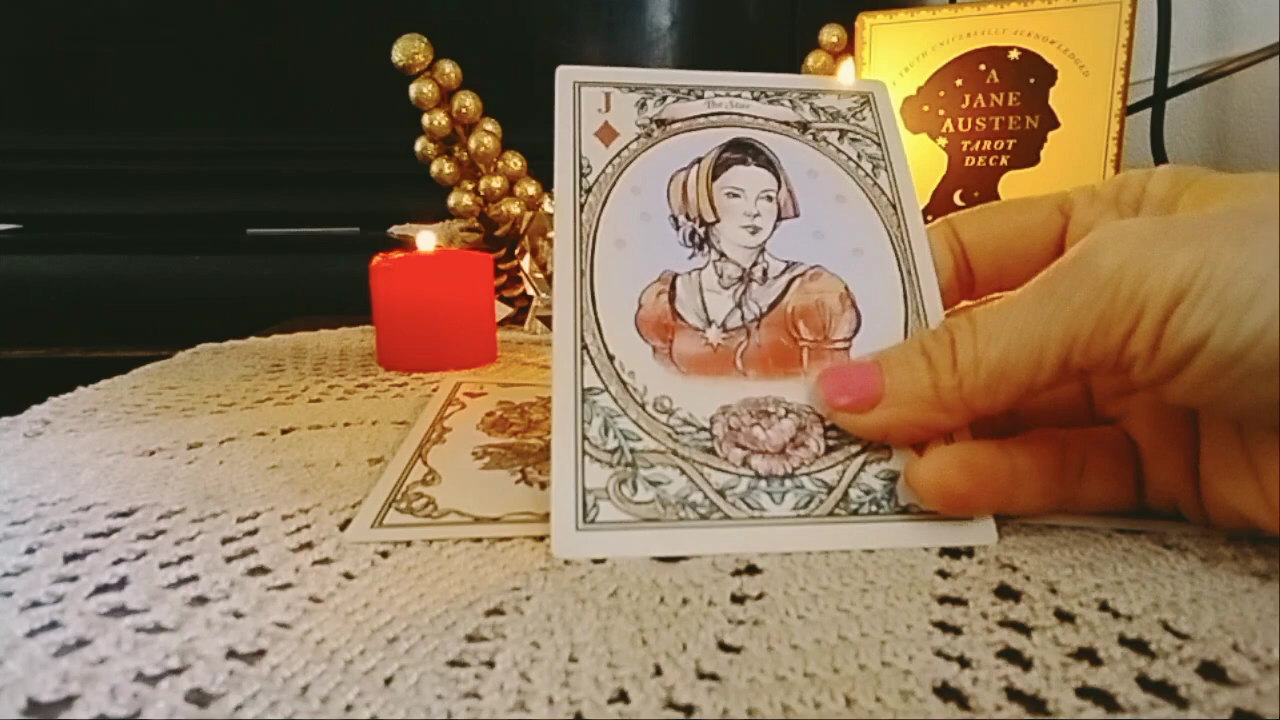 J
The Star
A TRUTH UNIVERSALLY ACKNOWLEDGED
A
JANE
AUSTEN
TAROT
DECK